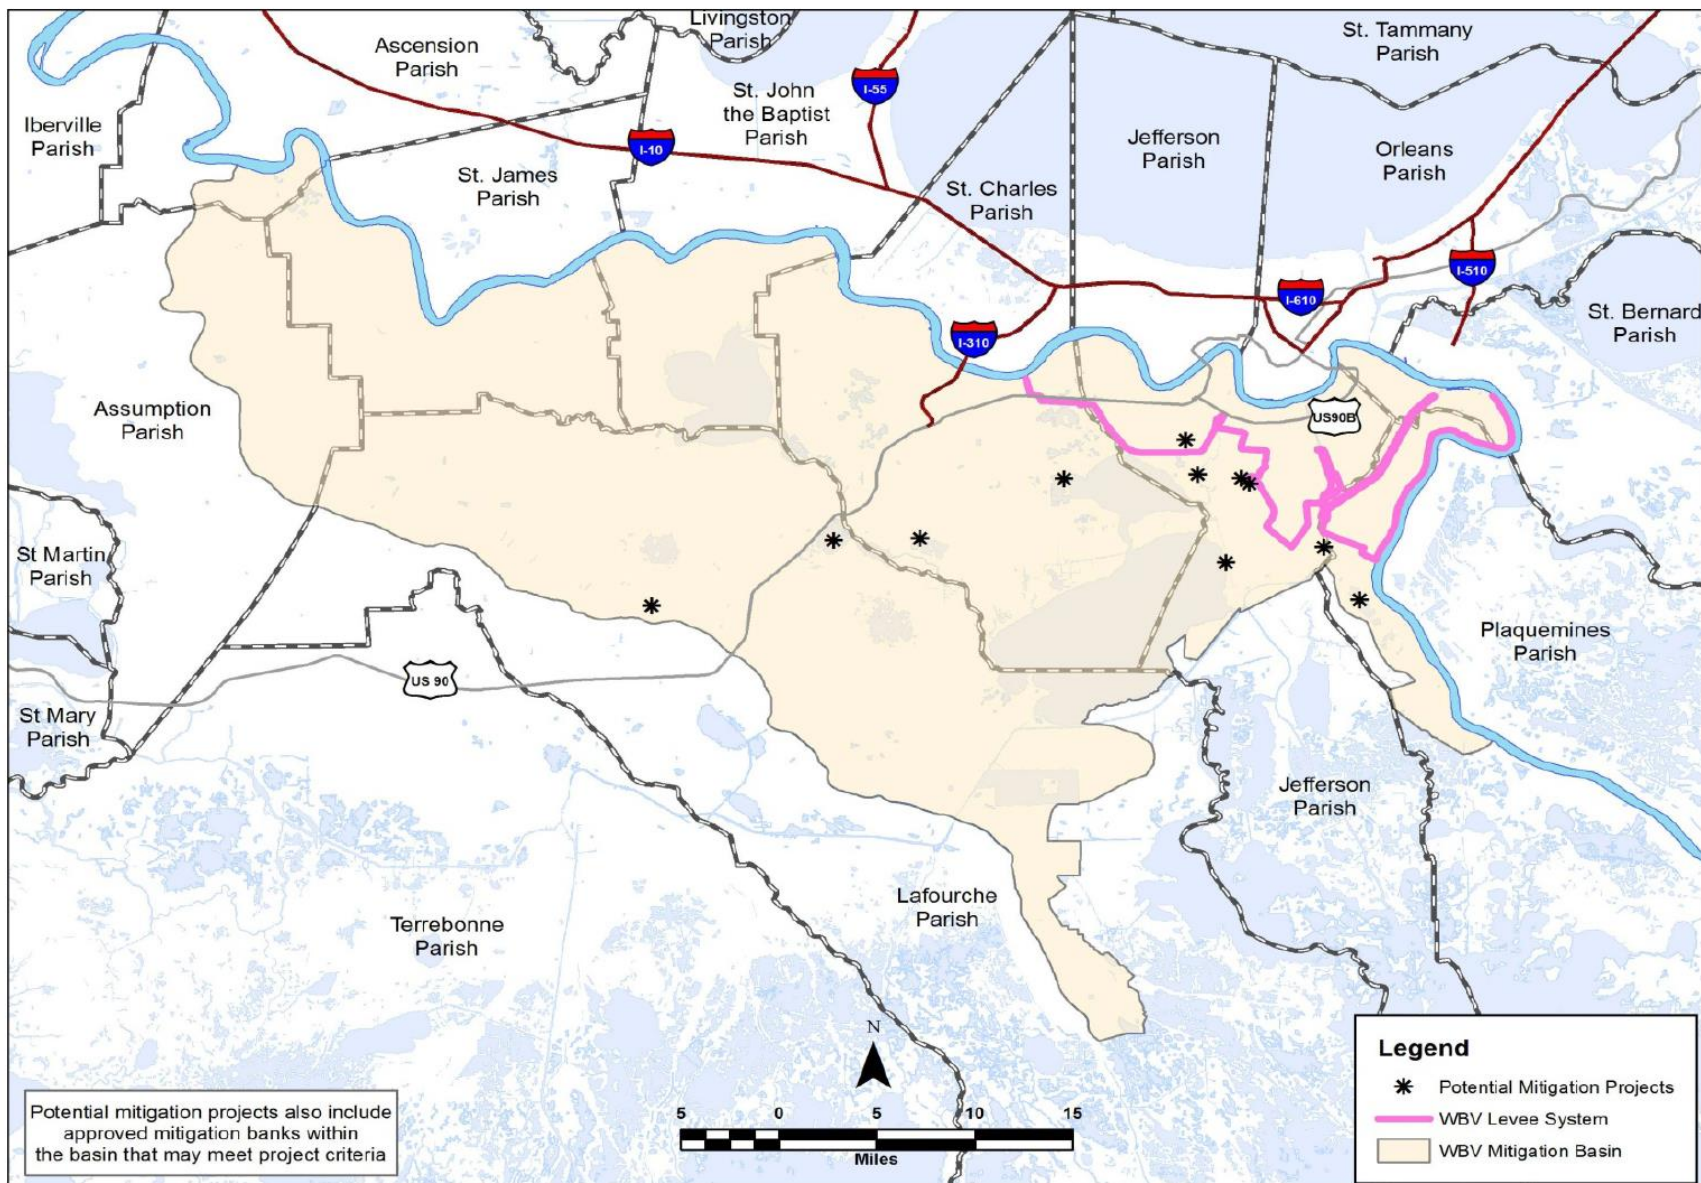 Livingston
Parish
St. Tammany
Parish
Ascension
Parish
I-55
St. John
the Baptist
Parish
Iberville
Parish
I-10
Jefferson
Parish
Orleans
Parish
St. James
Parish
St. Charles
Parish
I-510
I-610
St. Bernard
Parish
I-310
Assumption
Parish
US90B
St Martin
Parish
Plaquemines
Parish
US 90
St Mary
Parish
Jefferson
Parish
Lafourche
Parish
Terrebonne
Parish
N
5 0 5 10 15
Miles
Potential mitigation projects also include
approved mitigation banks within
the basin that may meet project criteria
Legend
Potential Mitigation Projects
WBV Levee System
WBV Mitigation Basin